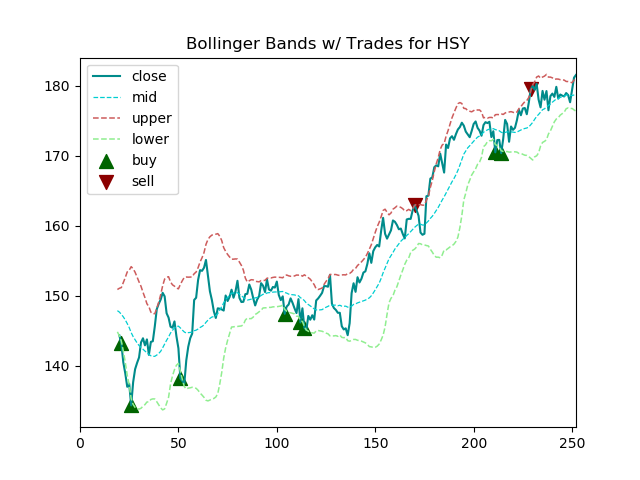 Bollinger Bands w/ Trades for HSY
close
mid
upper
lower
buy
sell
180
170
160
150
140
0 50 100 150 200 250